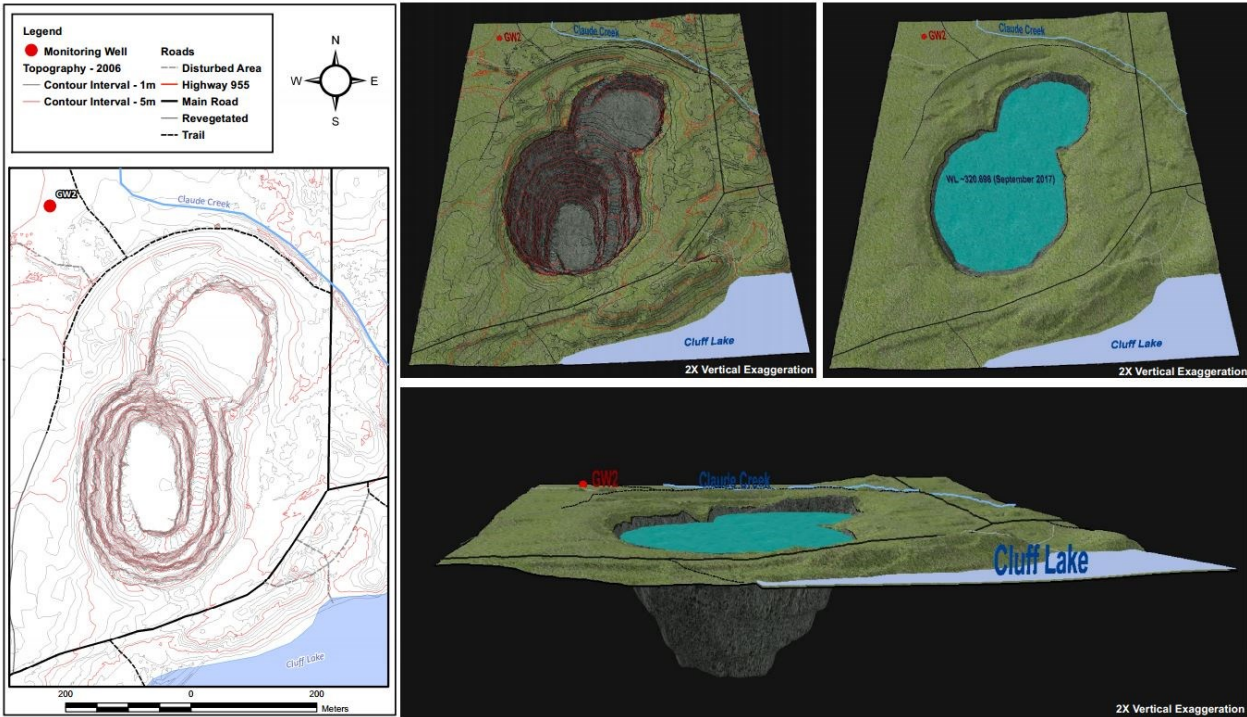 Legend
Monitoring Well
Topography - 2006
Contour Interval - 1m
Contour Interval - 5m
Roads
Disturbed Area
Highway 955
Main Road
Revegetated
Trail
N
W
E
S
GW2
Claude Creek
Cluff Lake
200
0
200
Meters
GW2
Claude Creek
Cluff Lake
2X Vertical Exaggeration
GW2
Claude Creek
WL ~320.698 (September 2017)
Cluff Lake
2X Vertical Exaggeration
GW2
Claude Creek
Cluff Lake
2X Vertical Exaggeration